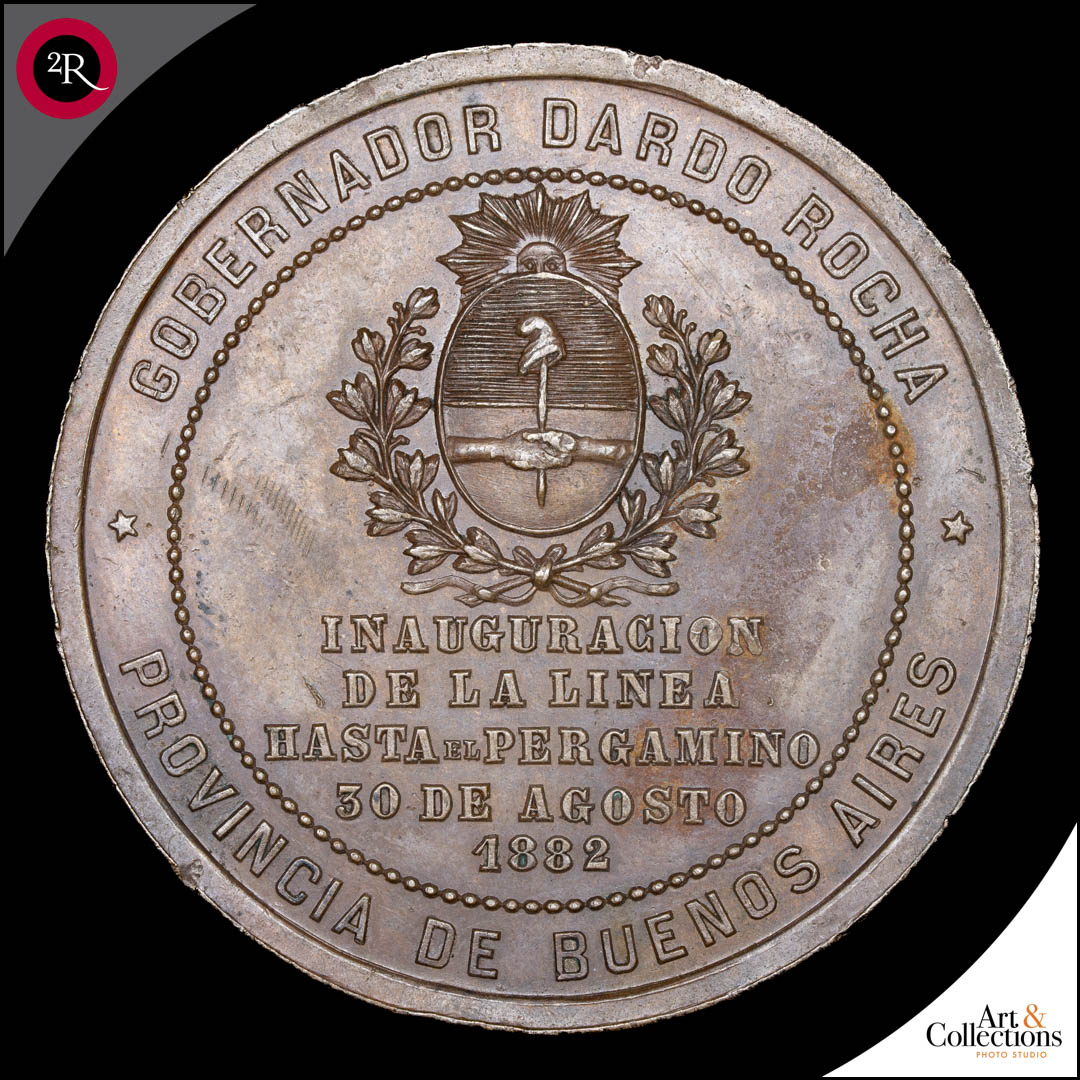 2R
GOBERNADOR DARDO ROCHA
INAUGURACION
DE LA LINEA
HASTA EL PERGAMINO
30 DE AGOSTO
1882
PROVINCIA DE BUENOS AIRES
Art &
Collections
PHOTO STUDIO